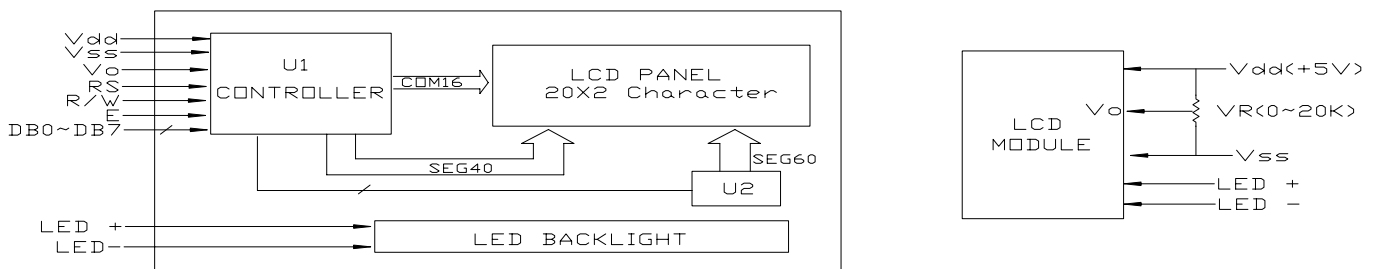 Vdd
Vss
Vo
RS
R/W
E
DB0~DB7
U1
CONTROLLER
COM16
LCD PANEL
20X2 Character
SEG40
SEG60
U2
LED +
LED-
LED BACKLIGHT
LCD
MODULE
Vdd(+5V)
Vo
VR(0~20K)
Vss
LED +
LED -